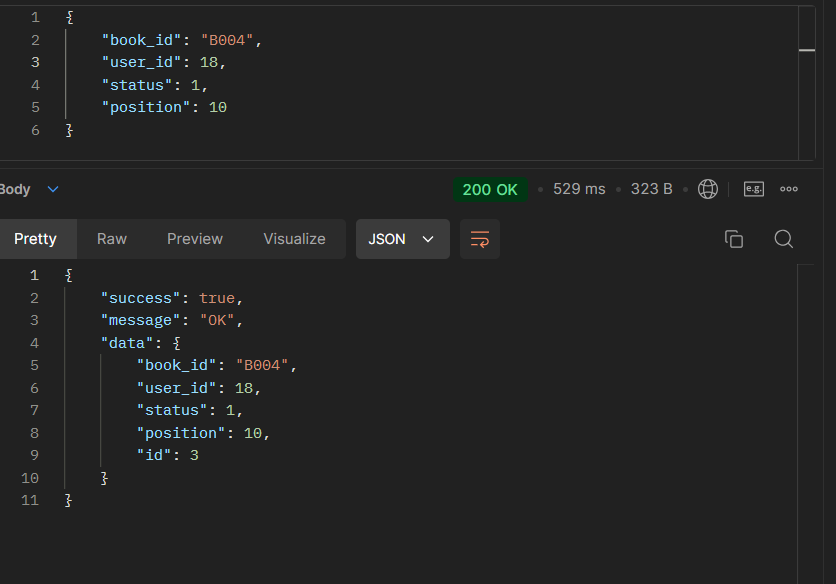 1 {
2 "book_id": "B004",
3 "user_id": 18,
4 "status": 1,
5 "position": 10
6 }
Body
200 OK • 529 ms • 323 B • e.g.
Pretty Raw Preview Visualize JSON
1 {
2 "success": true,
3 "message": "OK",
4 "data": {
5 "book_id": "B004",
6 "user_id": 18,
7 "status": 1,
8 "position": 10,
9 "id": 3
10 }
11 }